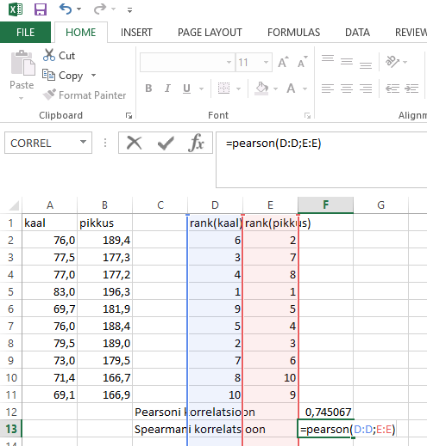 FILE HOME INSERT PAGE LAYOUT FORMULAS DATA REVIEW
Paste
Cut
Copy
Format Painter
Clipboard
11 A A
B I U A
Font
Alignm
CORREL fx =pearson(D:D;E:E)
A B C D E F G
1 kaal pikkus rank(kaal) rank(pikkus)
2 76,0 189,4 6 2
3 77,5 177,3 3 7
4 77,0 177,2 4 8
5 83,0 196,3 1 1
6 69,7 181,9 9 5
7 76,0 188,4 5 4
8 79,5 189,0 2 3
9 73,0 179,5 7 6
10 71,4 166,7 8 10
11 69,1 166,9 10 9
12 Pearsoni korrelatsioon 0,745067
13 Spearmani korrelatsioon =pearson(D:D;E:E)